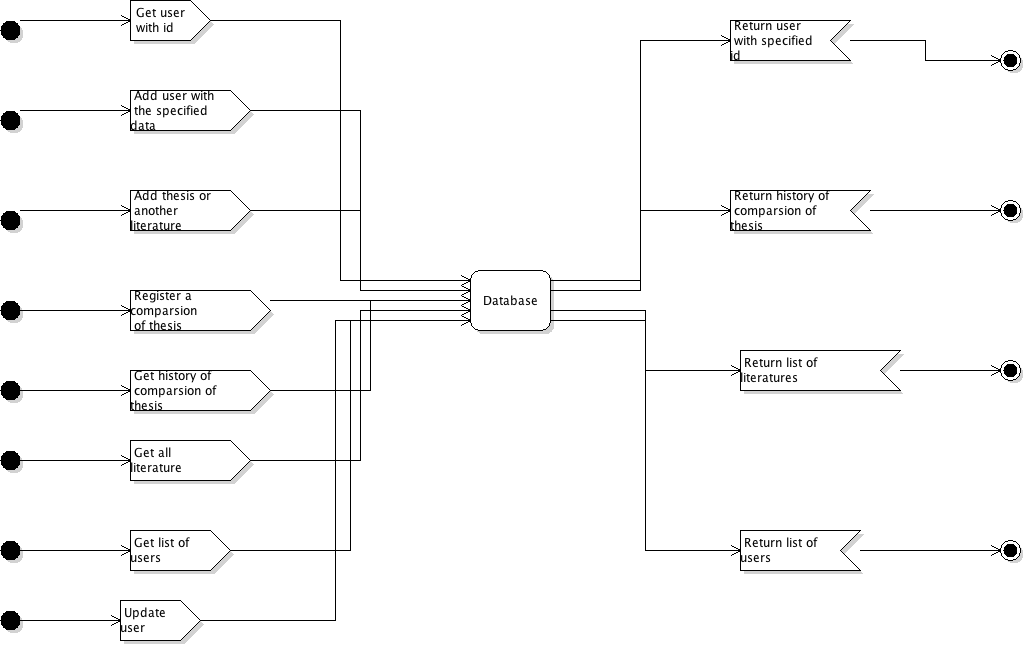 Get user
with id
Add user with
the specified
data
Add thesis or
another
literature
Register a
comparsion
of thesis
Get history of
comparsion of
thesis
Get all
literature
Get list of
users
Update
user
Database
Return user
with specified
id
Return history of
comparsion of
thesis
Return list of
literatures
Return list of
users